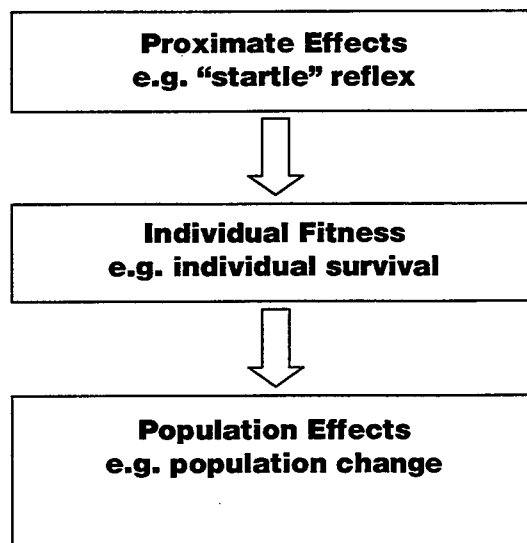 Proximate Effects
e.g. “startle” reflex
Individual Fitness
e.g. individual survival
Population Effects
e.g. population change